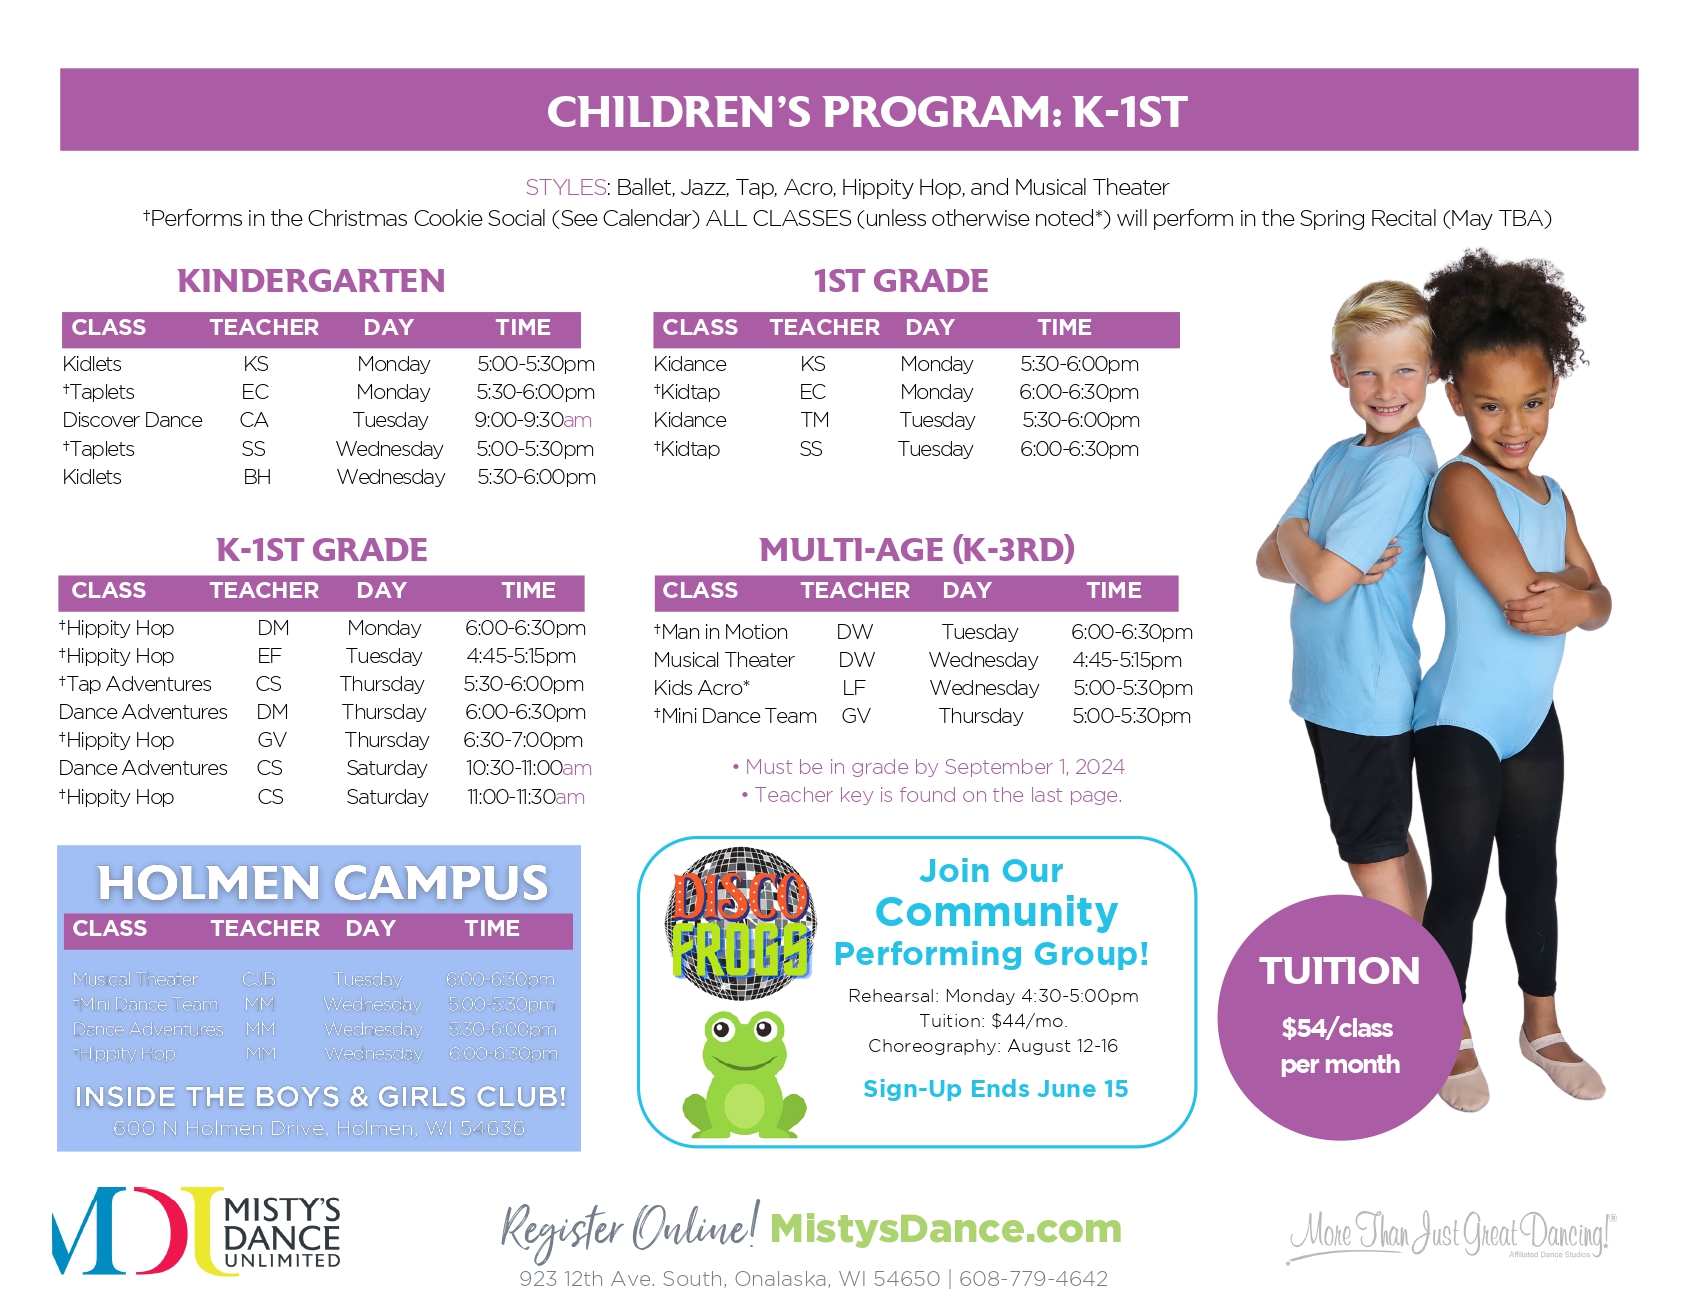 CHILDREN'S PROGRAM: K-1ST
STYLES: Ballet, Jazz, Tap, Acro, Hippity Hop, and Musical Theater
†Performs in the Christmas Cookie Social (See Calendar) ALL CLASSES (unless otherwise noted*) will perform in the Spring Recital (May TBA)
KINDERGARTEN
CLASS TEACHER DAY TIME
Kidlets KS Monday 5:00-5:30pm
†Taplets EC Monday 5:30-6:00pm
Discover Dance CA Tuesday 9:00-9:30am
†Taplets SS Wednesday 5:00-5:30pm
Kidlets BH Wednesday 5:30-6:00pm
1ST GRADE
CLASS TEACHER DAY TIME
Kidance KS Monday 5:30-6:00pm
†Kidtap EC Monday 6:00-6:30pm
Kidance TM Tuesday 5:30-6:00pm
†Kidtap SS Tuesday 6:00-6:30pm
K-1ST GRADE
CLASS TEACHER DAY TIME
†Hippity Hop DM Monday 6:00-6:30pm
†Hippity Hop EF Tuesday 4:45-5:15pm
†Tap Adventures CS Thursday 5:30-6:00pm
Dance Adventures DM Thursday 6:00-6:30pm
†Hippity Hop GV Thursday 6:30-7:00pm
Dance Adventures CS Saturday 10:30-11:00am
†Hippity Hop CS Saturday 11:00-11:30am
MULTI-AGE (K-3RD)
CLASS TEACHER DAY TIME
†Man in Motion DW Tuesday 6:00-6:30pm
Musical Theater DW Wednesday 4:45-5:15pm
Kids Acro* LF Wednesday 5:00-5:30pm
†Mini Dance Team GV Thursday 5:00-5:30pm
• Must be in grade by September 1, 2024
• Teacher key is found on the last page.
HOLMEN CAMPUS
CLASS TEACHER DAY TIME
Musical Theater CJB Tuesday 6:00-6:30pm
†Mini Dance Team MM Wednesday 5:00-5:30pm
Dance Adventures MM Wednesday 5:30-6:00pm
†Hippity Hop MM Wednesday 6:00-6:30pm
INSIDE THE BOYS & GIRLS CLUB!
600 N Holmen Drive, Holmen, WI 54636
DISCO
FROGS
Join Our
Community
Performing Group!
Rehearsal: Monday 4:30-5:00pm
Tuition: $44/mo.
Choreography: August 12-16
Sign-Up Ends June 15
TUITION
$54/class
per month
MDU
MISTY'S
DANCE
UNLIMITED
Register Online! MistysDance.com
923 12th Ave. South, Onalaska, WI 54650 | 608-779-4642
More Than Just Great Dancing!®
Affiliated Dance Studios